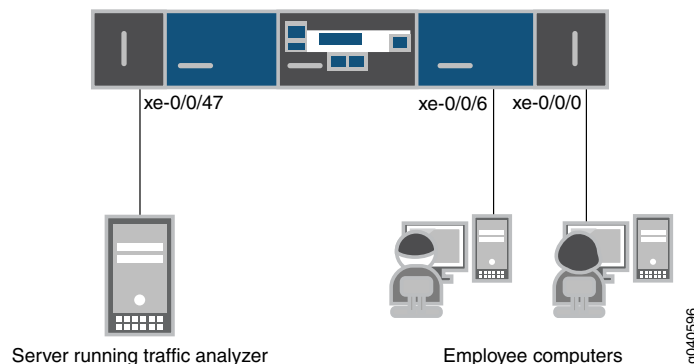 xe-0/0/47
xe-0/0/6
xe-0/0/0
Server running traffic analyzer
Employee computers
g040596